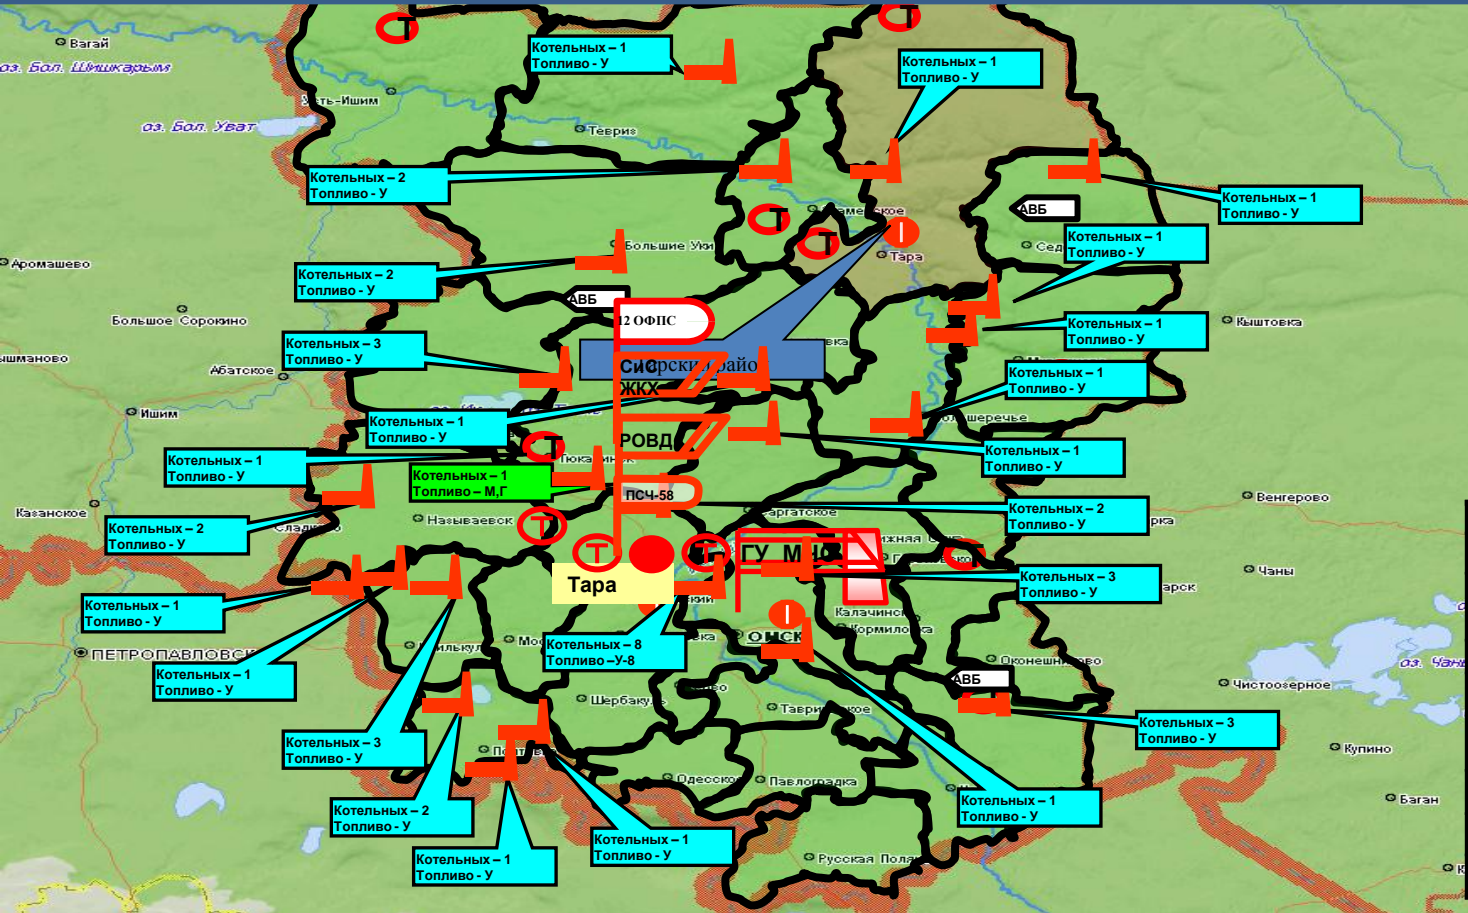 Вагай
оз. Бол. Шишкарым
Котельных – 1
Топливо - У
Т
Т
Котельных – 1
Топливо - У
Усть-Ишим
оз. Бол. Уват
Тевриз
Котельных – 2
Топливо - У
Котельных – 1
Топливо - У
АВБ
Т
Т
Котельных – 1
Топливо - У
Большие Уки
Тара
Аромашево
Котельных – 2
Топливо - У
АВБ
Большое Сорокино
12 ОФПС
Котельных – 1
Топливо - У
Кыштовка
Котельных – 3
Топливо - У
СиС
ЖКХ
Абатское
Котельных – 1
Топливо - У
Ишим
Котельных – 1
Топливо - У
РОВД
Т
Котельных – 1
Топливо - У
Котельных – 1
Топливо - У
Котельных – 1
Топливо – М,Г
ПСЧ-58
Венгерово
Казанское
Называевск
Котельных – 2
Топливо - У
Котельных – 2
Топливо - У
Т
Т
Т
ГУ МЧС
Т
Чаны
Тара
Котельных – 3
Топливо - У
Котельных – 1
Топливо - У
Калачинск
Кормиловка
ОМСК
Котельных – 8
Топливо –У-8
ПЕТРОПАВЛОВСК
Котельных – 1
Топливо - У
Оконешниково
АВБ
Чистоозерное
Шербакуль
Таврическое
Котельных – 3
Топливо - У
Котельных – 3
Топливо - У
Купино
Одесское
Павлоградка
Котельных – 2
Топливо - У
Котельных – 1
Топливо - У
Баган
Котельных – 1
Топливо - У
Котельных – 1
Топливо - У
Русская Поляна